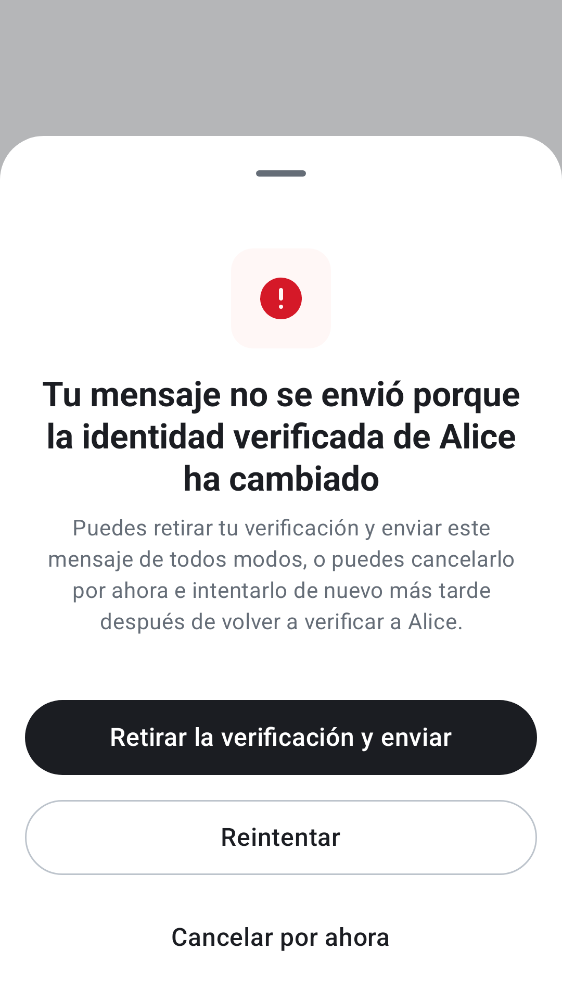 Tu mensaje no se envió porque
la identidad verificada de Alice
ha cambiado
Puedes retirar tu verificación y enviar este
mensaje de todos modos, o puedes cancelarlo
por ahora e intentarlo de nuevo más tarde
después de volver a verificar a Alice.
Retirar la verificación y enviar
Reintentar
Cancelar por ahora